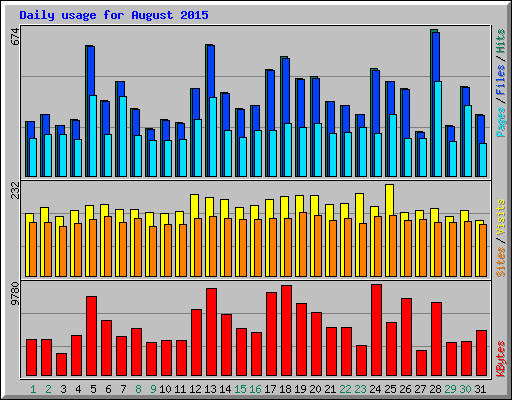 Daily usage for August 2015
674
Pages / Files / Hits
232
Sites / Visits
9780
KBytes
1 2 3 4 5 6 7 8 9 10 11 12 13 14 15 16 17 18 19 20 21 22 23 24 25 26 27 28 29 30 31